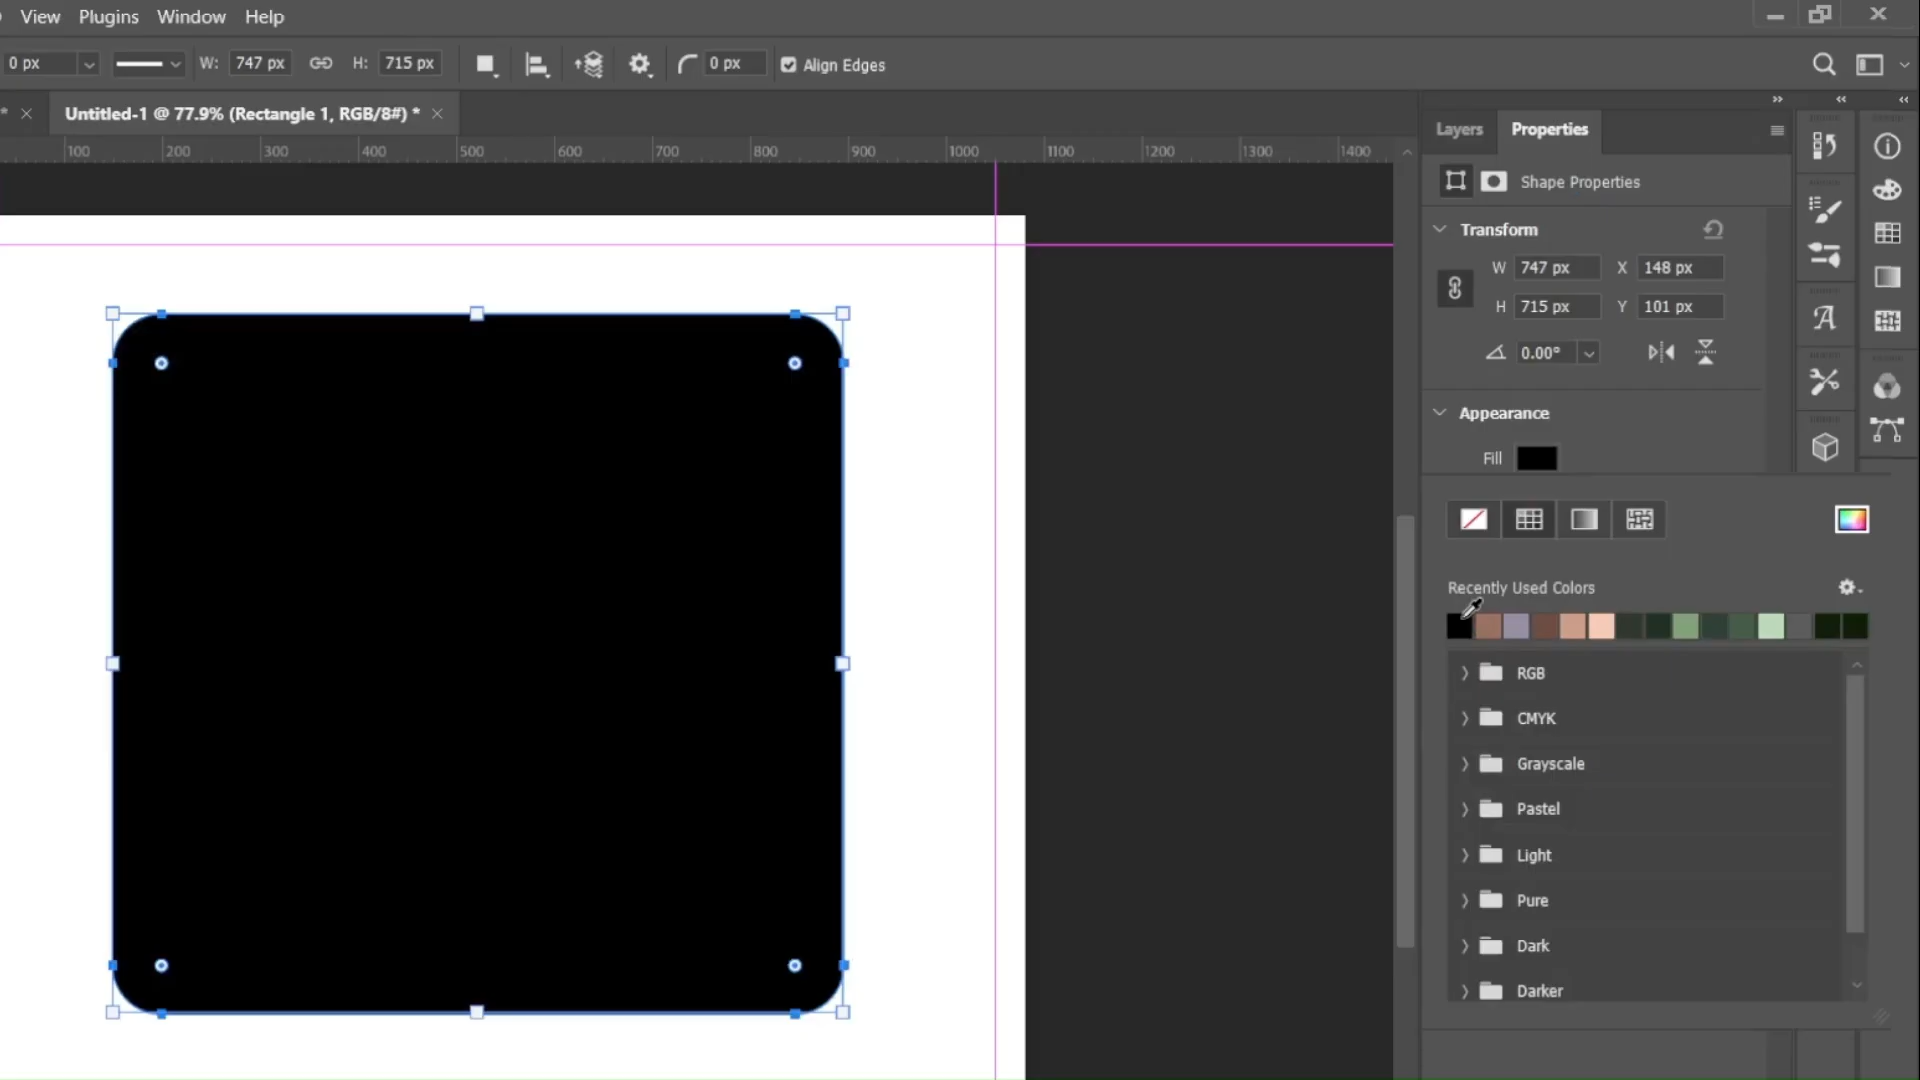 View Plugins Window Help
0 px W: 747 px H: 715 px 0 px Align Edges
* Untitled-1 @ 77.9% (Rectangle 1, RGB/8#) *
100 200 300 400 500 600 700 800 900 1000 1100 1200 1300 1400
Layers Properties
Shape Properties
Transform
W 747 px X 148 px
H 715 px Y 101 px
0.00°
Appearance
Fill
Recently Used Colors
RGB
CMYK
Grayscale
Pastel
Light
Pure
Dark
Darker